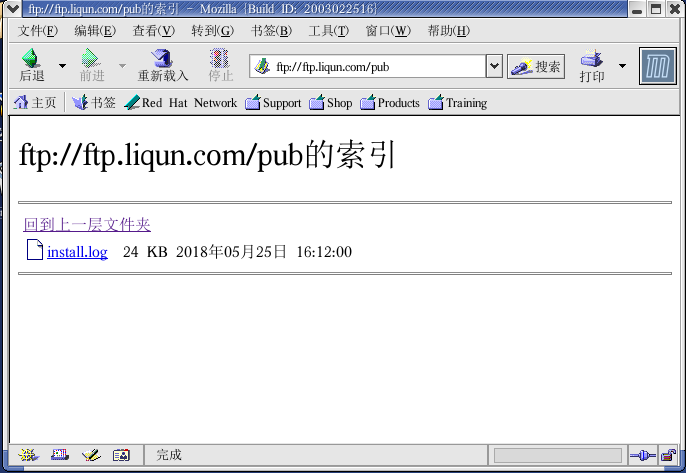 ftp://ftp.liqun.com/pub的索引 - Mozilla {Build ID: 2003022516}
文件(F) 编辑(E) 查看(V) 转到(G) 书签(B) 工具(T) 窗口(W) 帮助(H)
后退 前进 重新载入 停止 ftp://ftp.liqun.com/pub 搜索 打印
主页 书签 Red Hat Network Support Shop Products Training
ftp://ftp.liqun.com/pub的索引
回到上一层文件夹
install.log 24 KB 2018年05月25日 16:12:00
完成